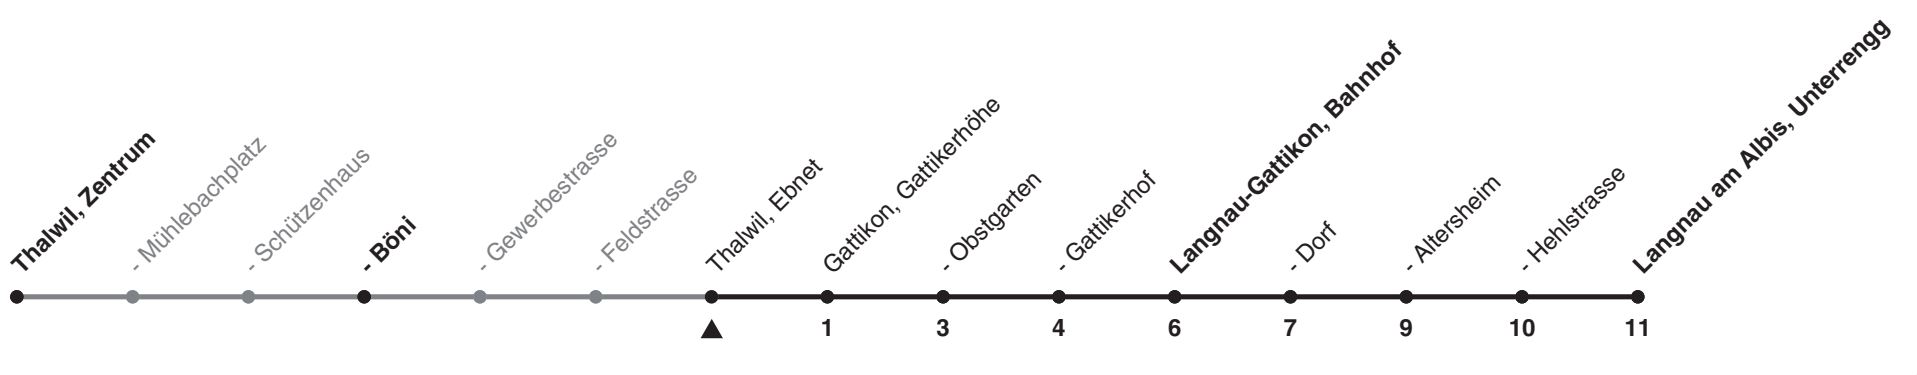 Thalwil, Zentrum
- Mühlebachplatz
- Schützenhaus
- Böni
- Gewerbestrasse
- Feldstrasse
Thalwil, Ebnet
Gattikon, Gattikerhöhe
- Obstgarten
- Gattikerhof
Langnau-Gattikon, Bahnhof
- Dorf
- Altersheim
- Hehlstrasse
Langnau am Albis, Unterrengg
1 3 4 6 7 9 10 11